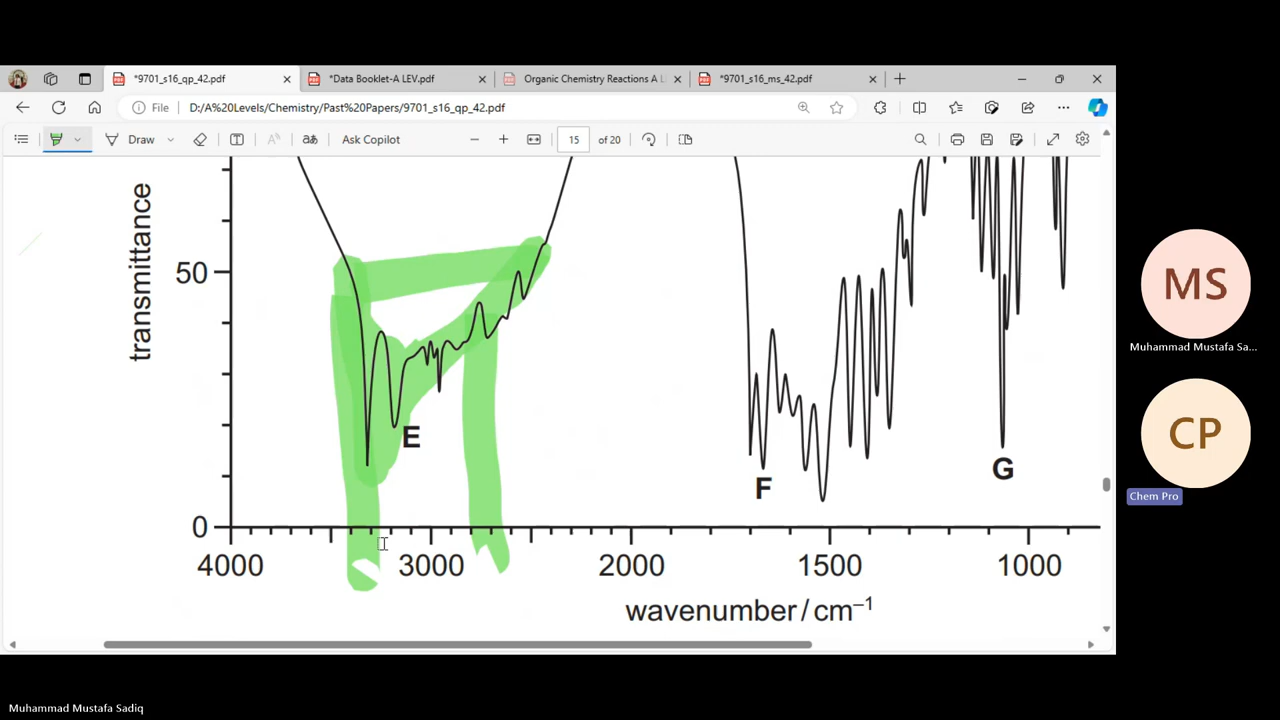 *9701_s16_qp_42.pdf
*Data Booklet-A LEV.pdf
Organic Chemistry Reactions A L
*9701_s16_ms_42.pdf
File
D:/A%20Levels/Chemistry/Past%20Papers/9701_s16_qp_42.pdf
Draw
Ask Copilot
15
of 20
transmittance
50
0
E
F
G
4000
3000
2000
1500
1000
wavenumber/cm−1
MS
Muhammad Mustafa Sa...
CP
Chem Pro
Muhammad Mustafa Sadiq